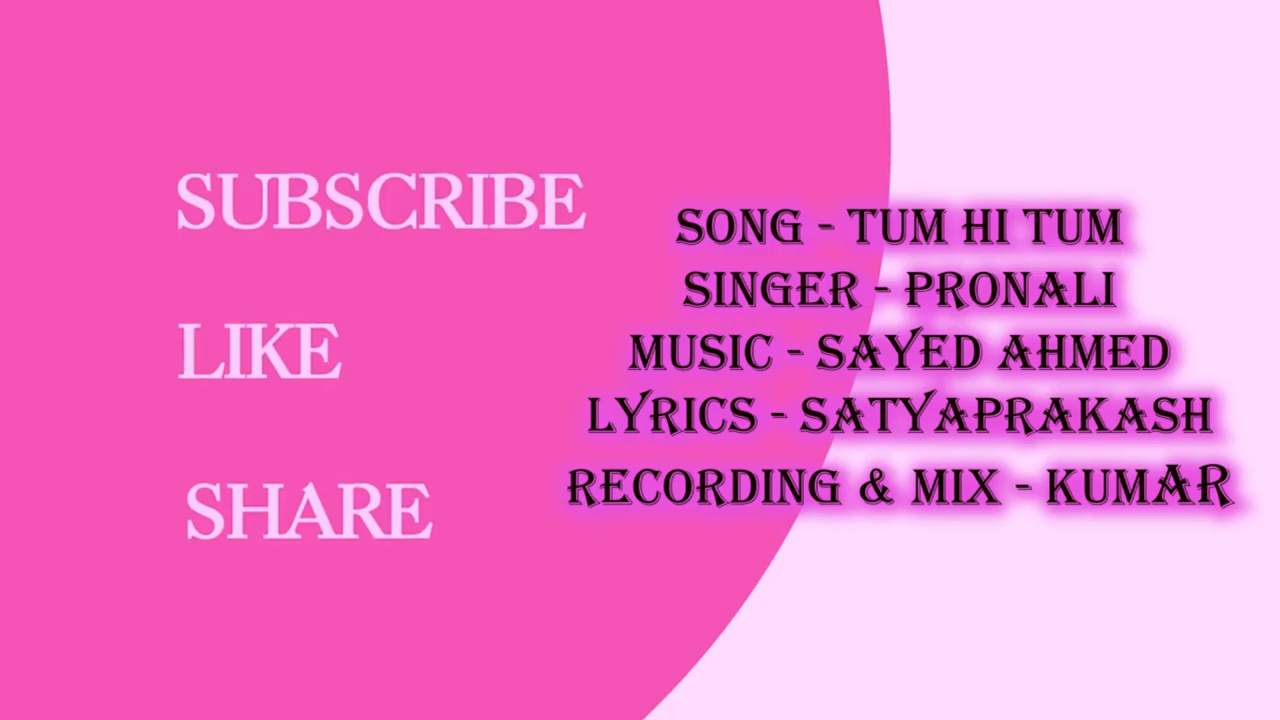 SUBSCRIBE
LIKE
SHARE
SONG - TUM HI TUM
SINGER - PRONALI
MUSIC - SAYED AHMED
LYRICS - SATYAPRAKASH
RECORDING & MIX - KUMAR